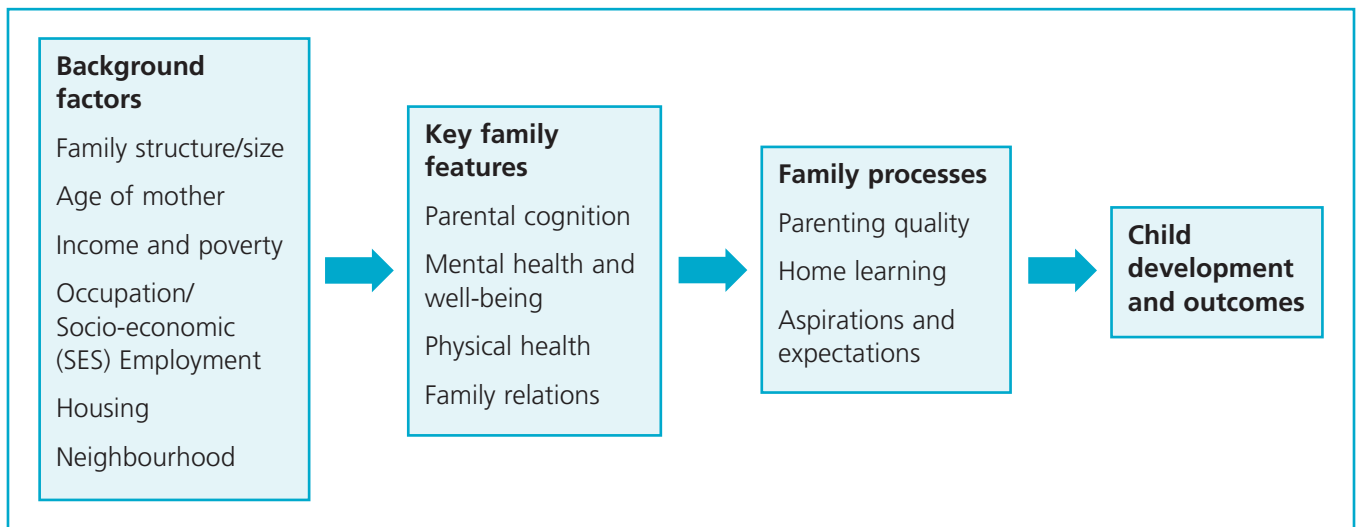 Background
factors
Family structure/size
Age of mother
Income and poverty
Occupation/
Socio-economic
(SES) Employment
Housing
Neighbourhood
Key family
features
Parental cognition
Mental health and
well-being
Physical health
Family relations
Family processes
Parenting quality
Home learning
Aspirations and
expectations
Child
development
and outcomes